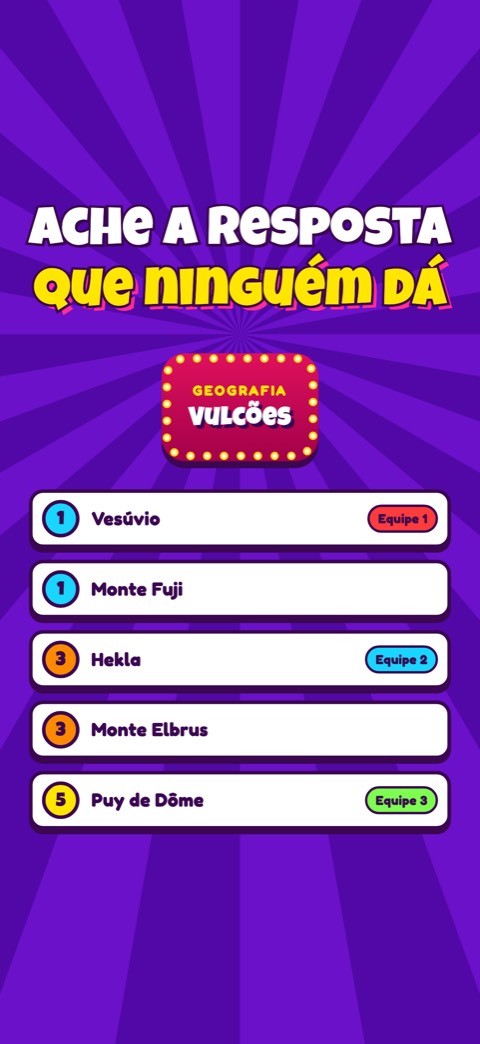 ACHE A RESPOSTA
QUE NINGUÉM DÁ
GEOGRAFIA
VULCÕES
1 Vesúvio Equipe 1
1 Monte Fuji
3 Hekla Equipe 2
3 Monte Elbrus
5 Puy de Dôme Equipe 3